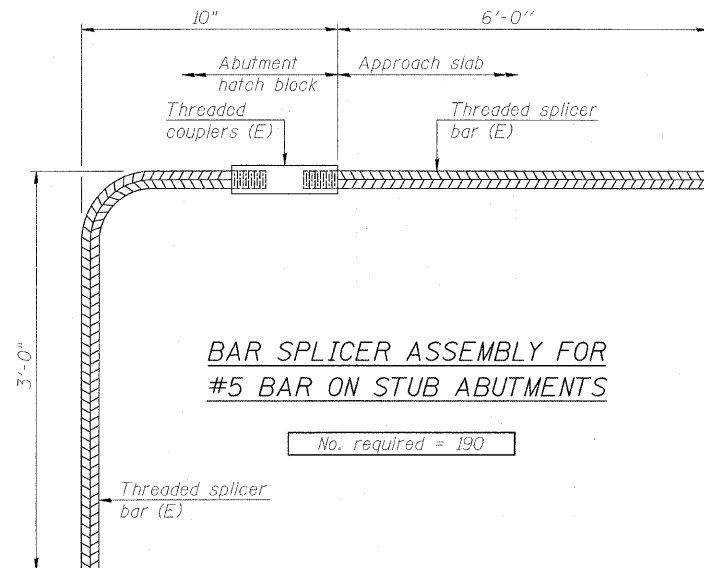 10"
6'-0"
Abutment
hatch block
Approach slab
Threaded
couplers (E)
Threaded splicer
bar (E)
3'-0"
BAR SPLICER ASSEMBLY FOR
#5 BAR ON STUB ABUTMENTS
No. required = 190
Threaded splicer
bar (E)